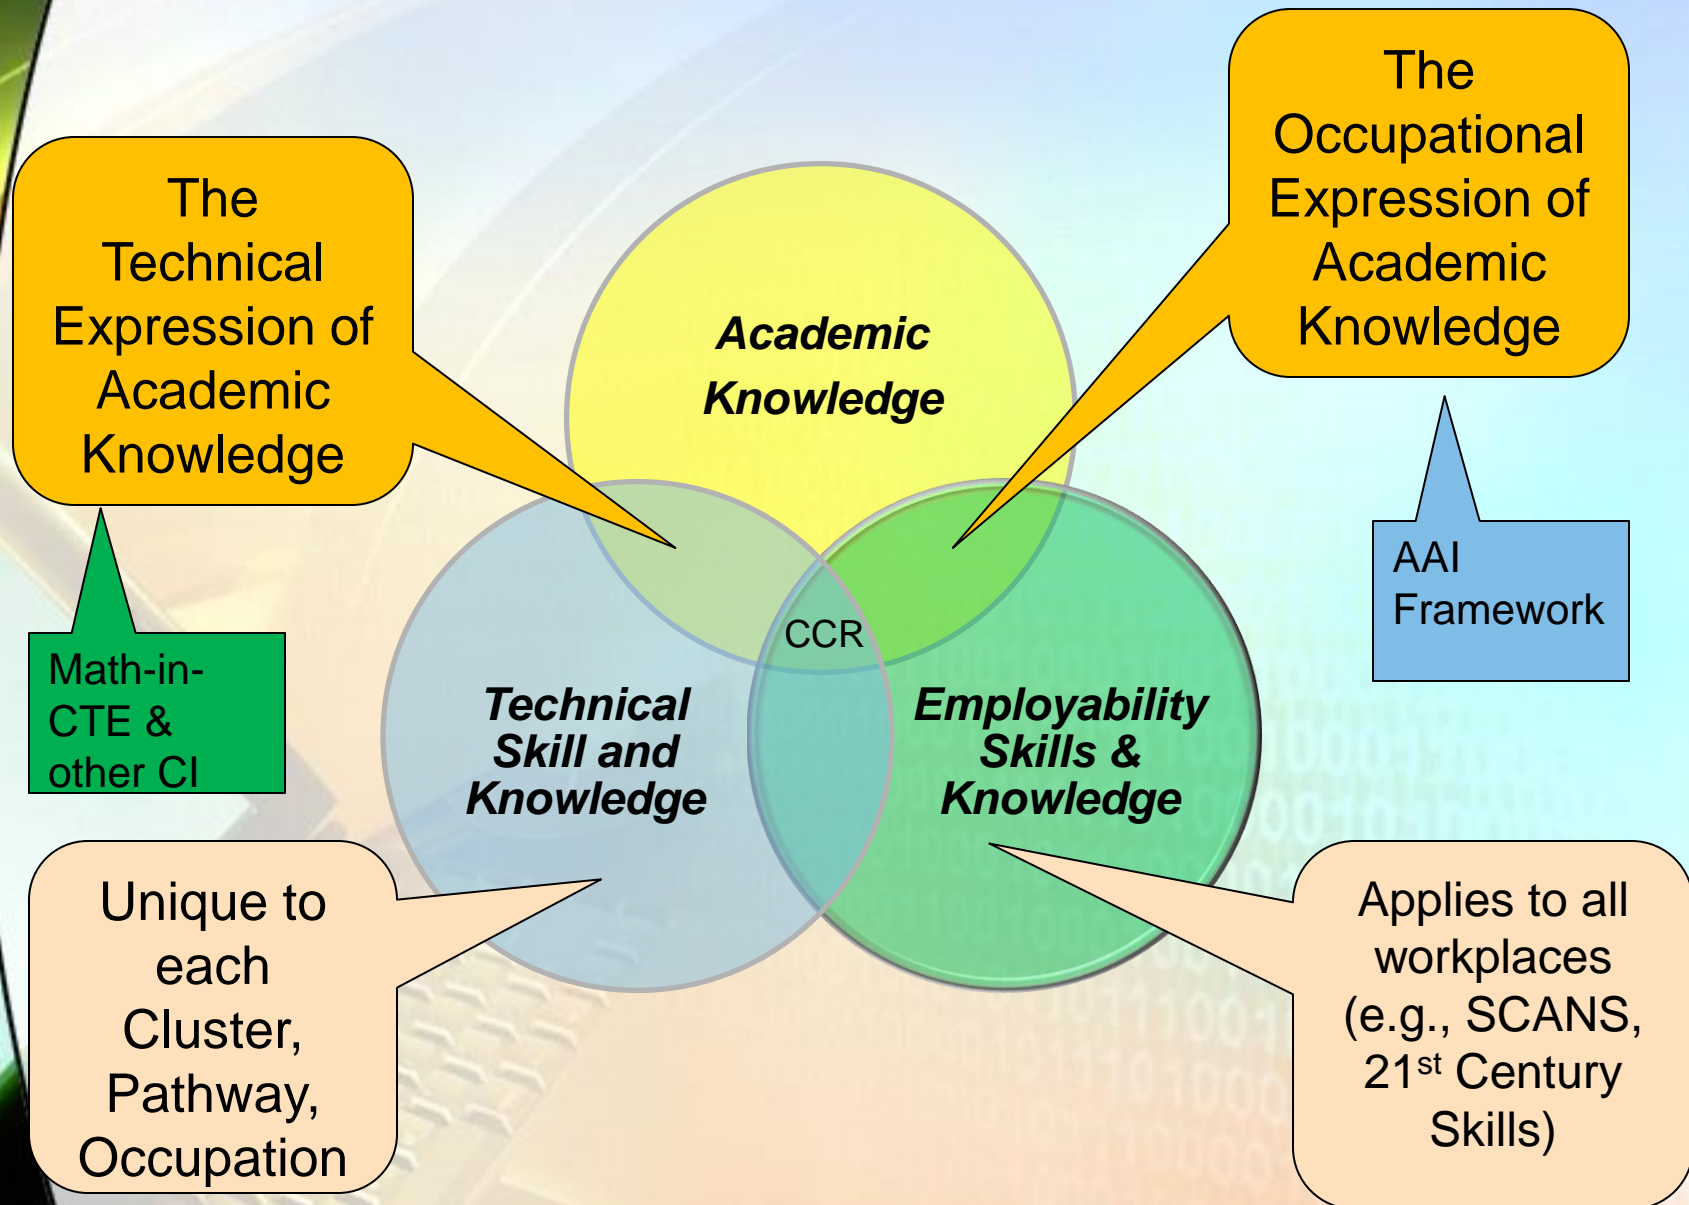 The
Technical
Expression of
Academic
Knowledge
The
Occupational
Expression of
Academic
Knowledge
Academic
Knowledge
AAI
Framework
CCR
Math-in-
CTE &
other CI
Technical
Skill and
Knowledge
Employability
Skills &
Knowledge
Unique to
each
Cluster,
Pathway,
Occupation
Applies to all
workplaces
(e.g., SCANS,
21st Century
Skills)